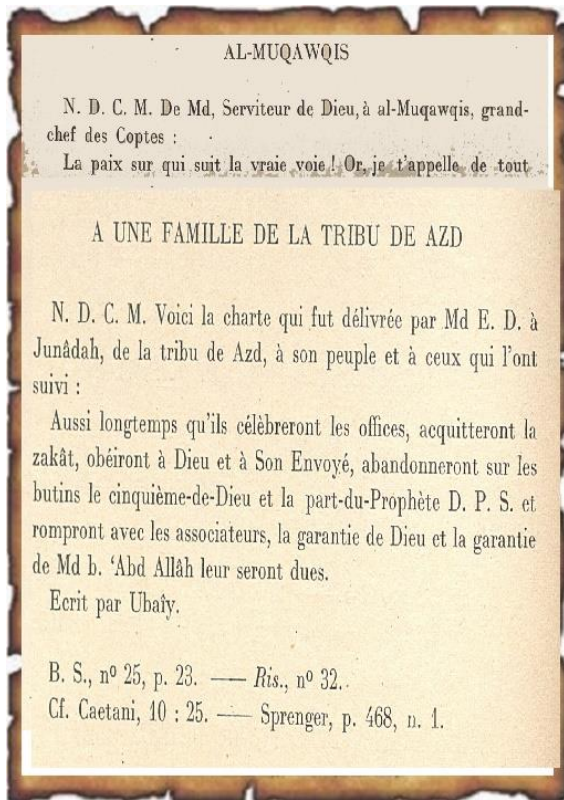 AL-MUQAWQIS
N. D. C. M. De Md, Serviteur de Dieu, à al-Muqawqis, grand-
chef des Coptes :
La paix sur qui suit la vraie voie ! Or, je t'appelle de tout
A UNE FAMILLE DE LA TRIBU DE AZD
N. D. C. M. Voici la charte qui fut délivrée par Md E. D. à
Junâdah, de la tribu de Azd, à son peuple et à ceux qui l'ont
suivi :
Aussi longtemps qu'ils célèbreront les offices, acquitteront la
zakât, obéiront à Dieu et à Son Envoyé, abandonneront sur les
butins le cinquième-de-Dieu et la part-du-Prophète D. P. S. et
rompront avec les associateurs, la garantie de Dieu et la garantie
de Md b. ‘Abd Allâh leur seront dues.
Ecrit par Ubaîy.
B. S., nº 25, p. 23. — Ris., nº 32.
Cf. Caetani, 10 : 25. — Sprenger, p. 468, n. 1.